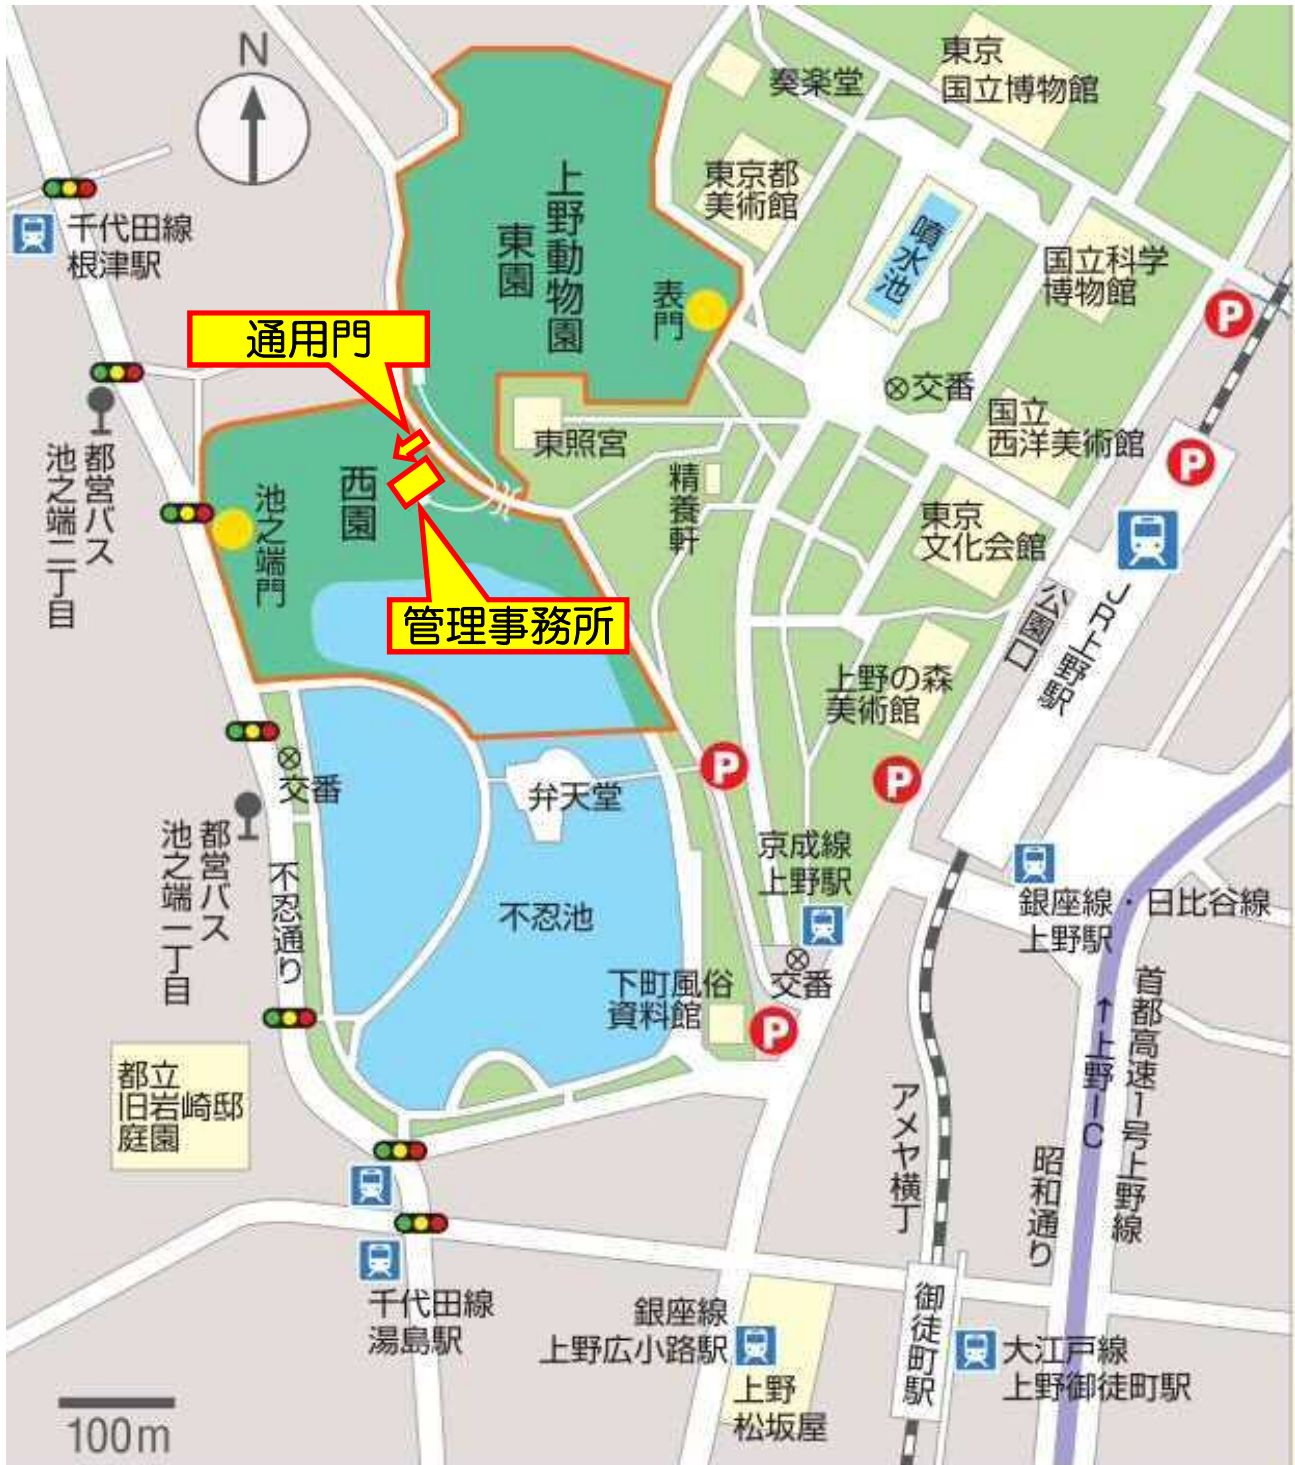 N
東京
国立博物館
奏楽堂
東京都
美術館
噴水池
国立科学
博物館
千代田線
根津駅
上野動物園
東園
表門
P
通用門
交番
国立
西洋美術館
P
東照宮
精養軒
都営バス
池之端二丁目
池之端門
西園
東京
文化会館
管理事務所
公園口
JR上野駅
上野の森
美術館
P
P
交番
弁天堂
都営バス
池之端一丁目
不忍通り
不忍池
京成線
上野駅
銀座線・日比谷線
上野駅
交番
下町風俗
資料館
P
首都高速1号上野線
↑上野IC
都立
旧岩崎邸
庭園
アメヤ横丁
昭和通り
千代田線
湯島駅
銀座線
上野広小路駅
御徒町駅
大江戸線
上野御徒町駅
上野
松坂屋
100m